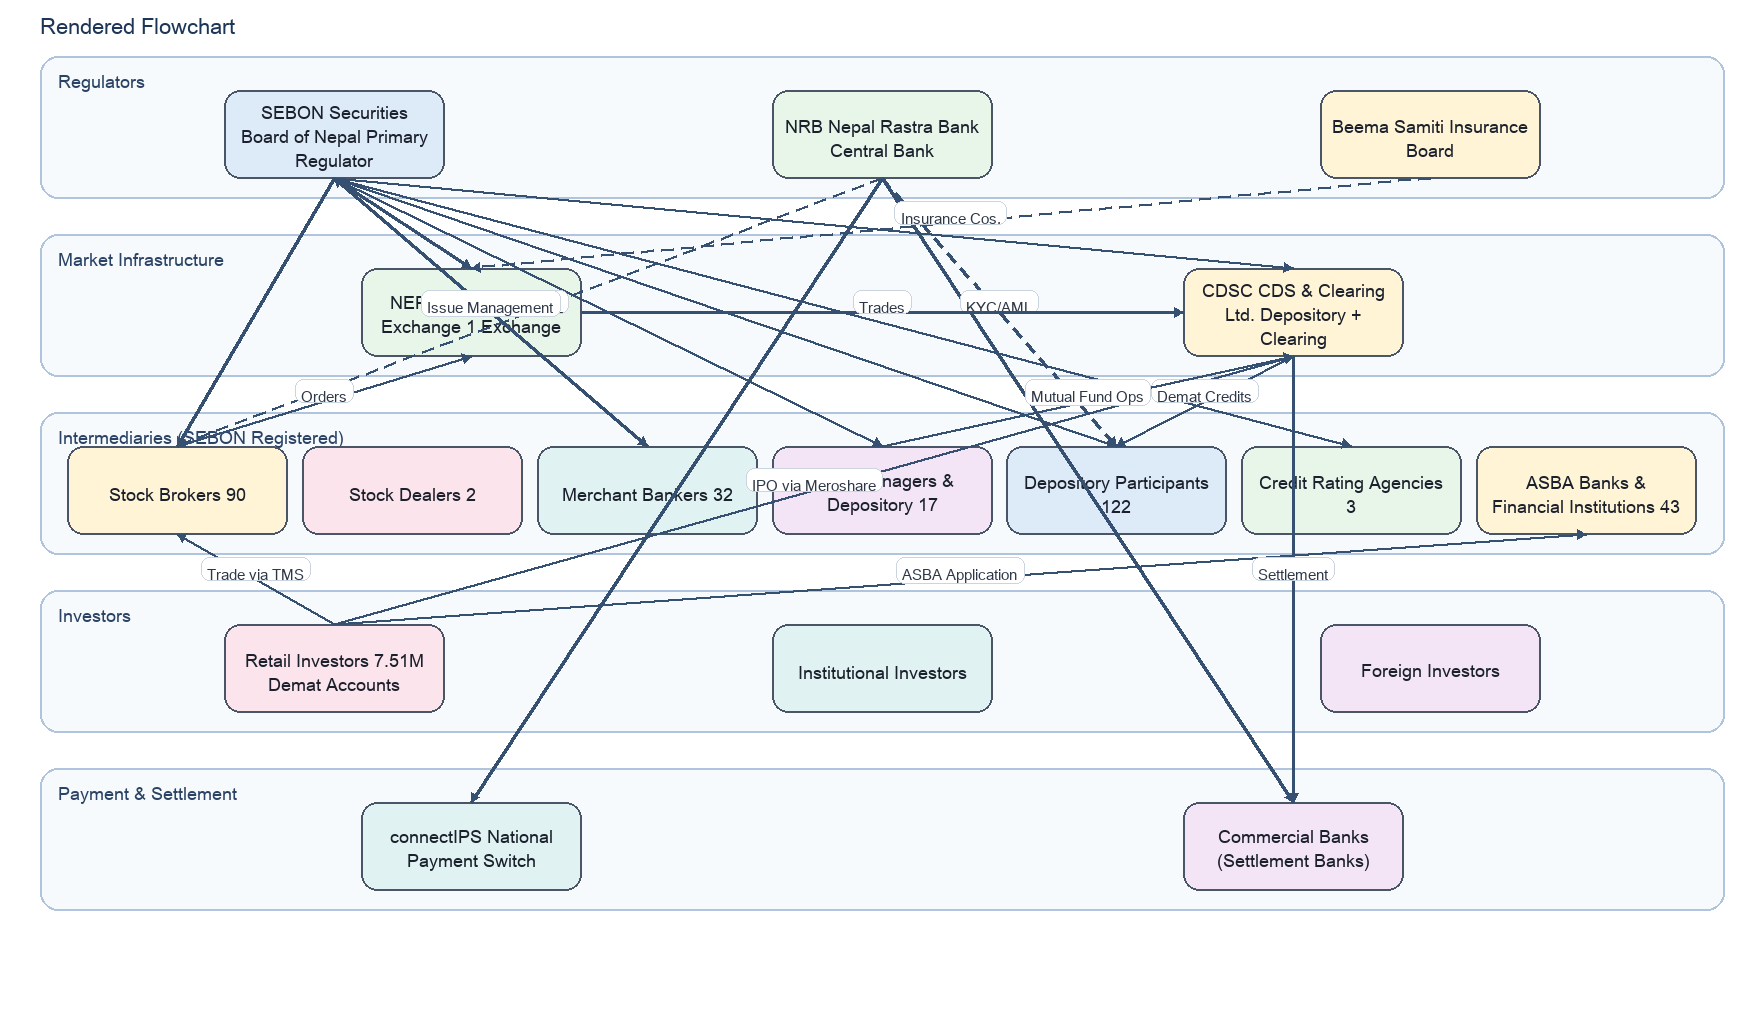 Rendered Flowchart
Regulators
SEBON Securities
Board of Nepal Primary
Regulator
NRB Nepal Rastra Bank
Central Bank
Beema Samiti Insurance
Board
Insurance Cos.
Market Infrastructure
Exchange 1 Exchange
Issue Management
Trades
KYC/AML
CDSC CDS & Clearing
Ltd. Depository +
Clearing
Orders
Mutual Fund Ops
Demat Credits
Intermediaries (SEBON Registered)
Stock Brokers 90
Stock Dealers 2
Merchant Bankers 32
IPO via Meroshare
Depository 17
Depository Participants
122
Credit Rating Agencies
3
ASBA Banks &
Financial Institutions 43
Trade via TMS
ASBA Application
Settlement
Investors
Retail Investors 7.51M
Demat Accounts
Institutional Investors
Foreign Investors
Payment & Settlement
connectIPS National
Payment Switch
Commercial Banks
(Settlement Banks)